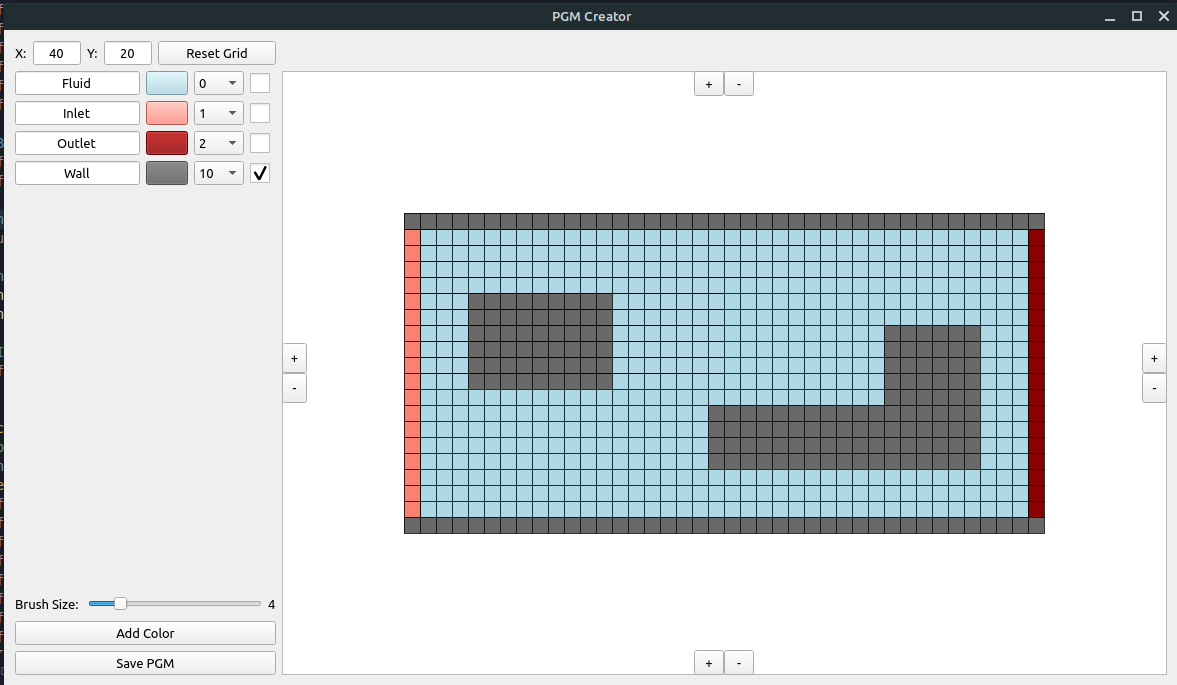 PGM Creator
X: 40 Y: 20 Reset Grid
Fluid 0
Inlet 1
Outlet 2
Wall 10
+ -
+
-
+
-
+ -
Brush Size: 4
Add Color
Save PGM